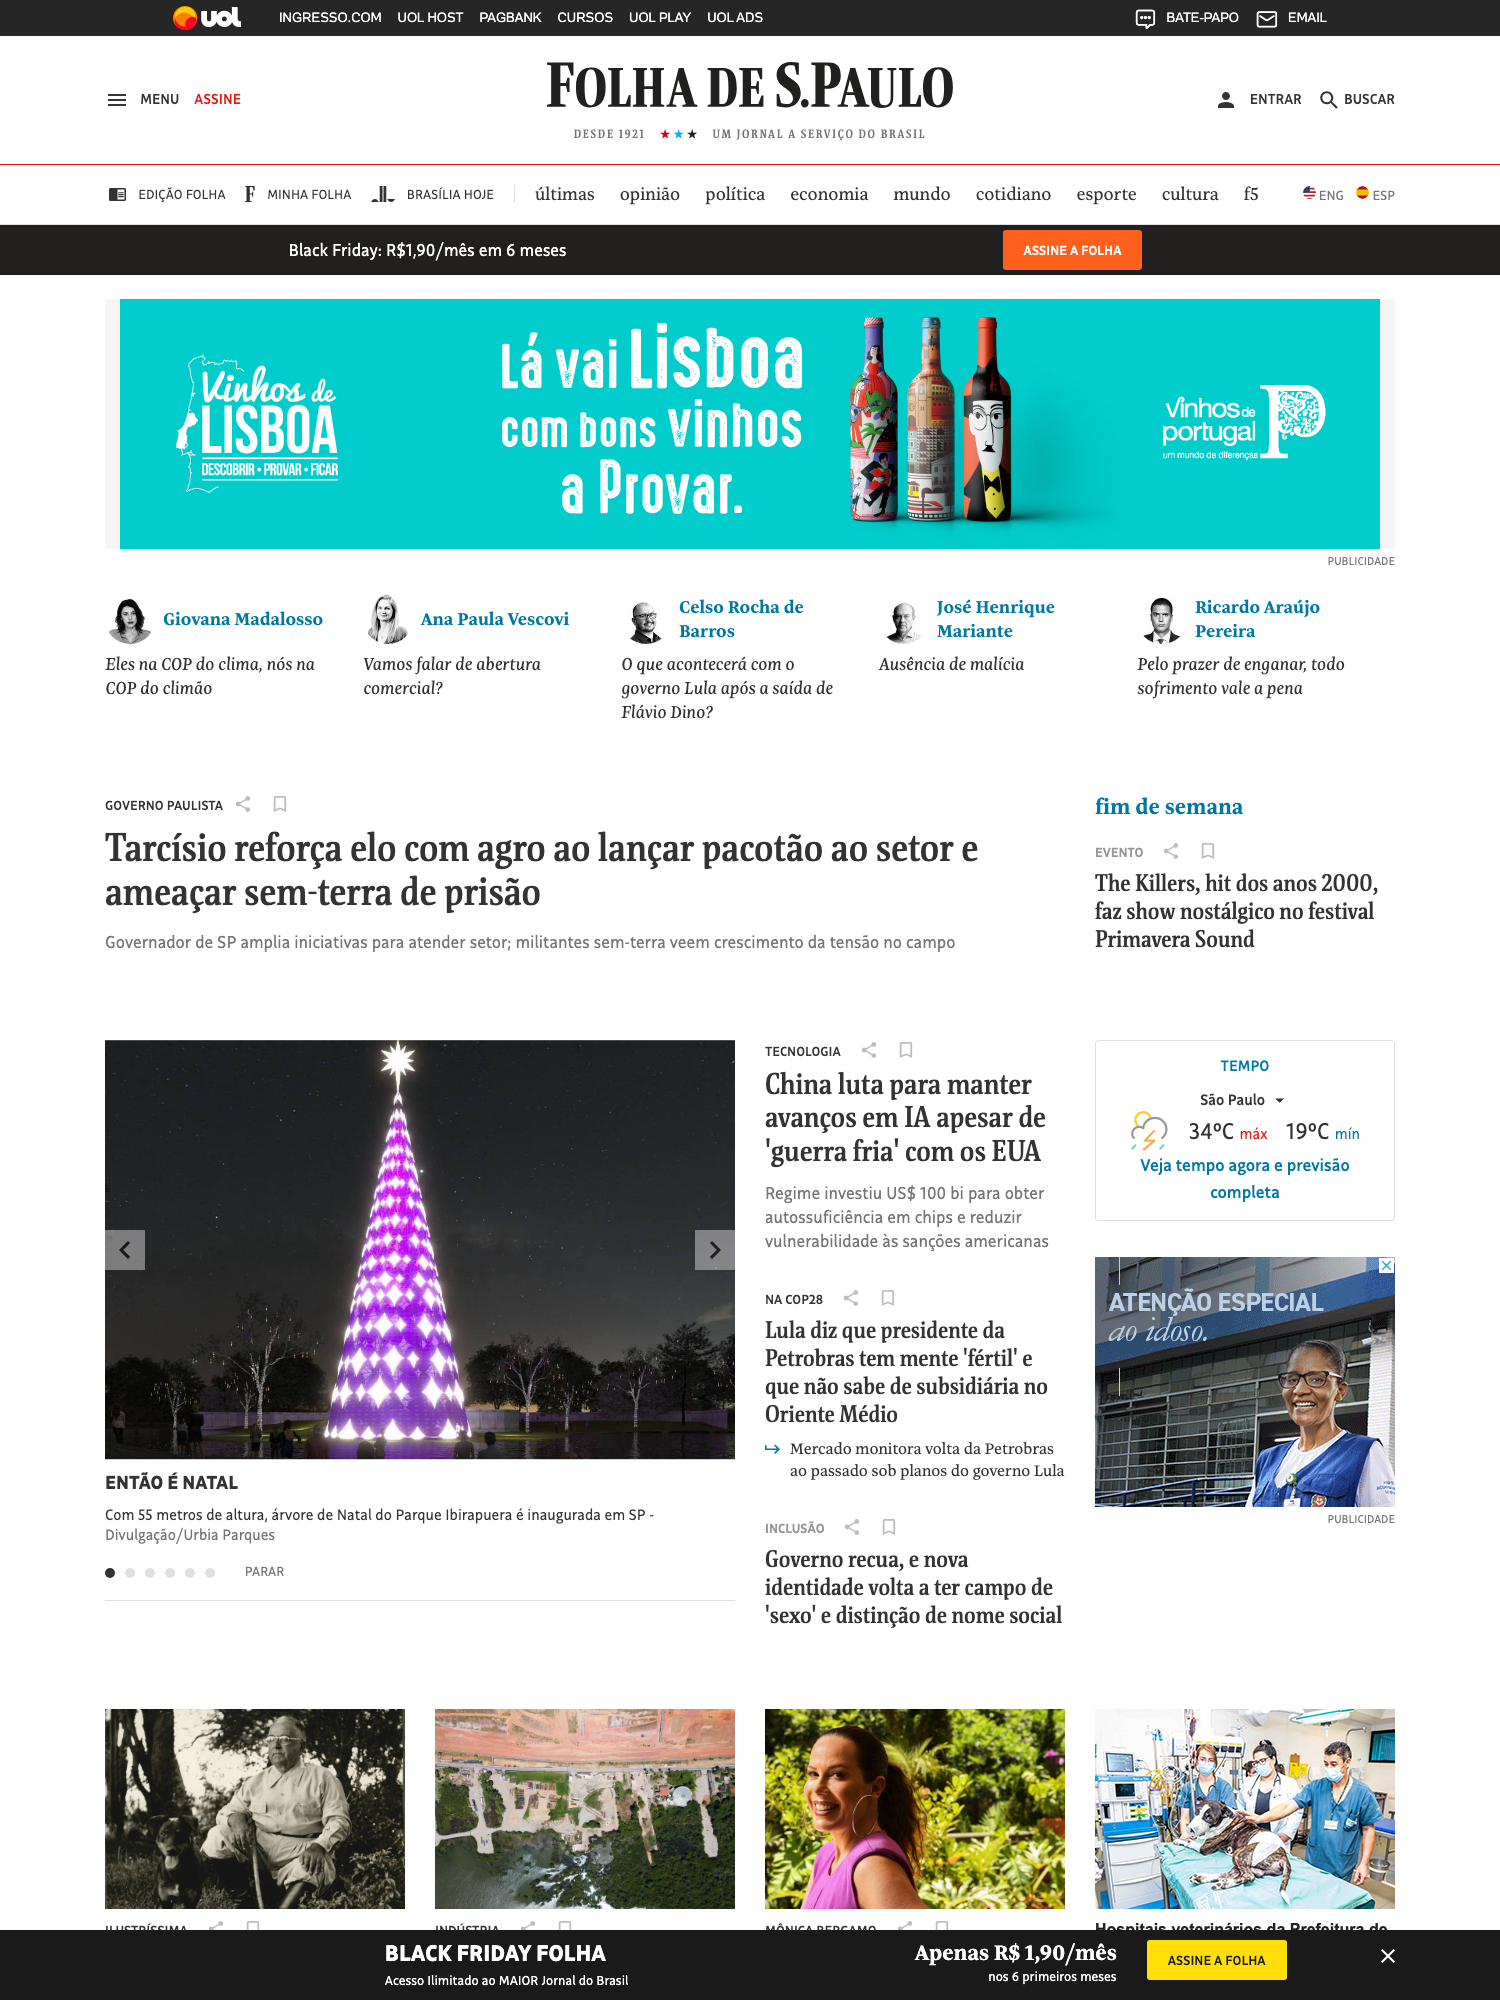 uol INGRESSO.COM UOL HOST PAGBANK CURSOS UOL PLAY UOL ADS BATE-PAPO EMAIL
MENU ASSINE
FOLHA DE S.PAULO
DESDE 1921 ★★★ UM JORNAL A SERVIÇO DO BRASIL
ENTRAR BUSCAR
EDIÇÃO FOLHA MINHA FOLHA BRASÍLIA HOJE últimas opinião política economia mundo cotidiano esporte cultura f5 ENG ESP
Black Friday: R$1,90/mês em 6 meses ASSINE A FOLHA
Vinhos de
LISBOA
DESCOBRIR • PROVAR • FICAR
Lá vai Lisboa
com bons vinhos
a Provar.
vinhos de
portugal
um mundo de diferenças
P
PUBLICIDADE
Giovana Madalosso
Eles na COP do clima, nós na
COP do climão
Ana Paula Vescovi
Vamos falar de abertura
comercial?
Celso Rocha de
Barros
O que acontecerá com o
governo Lula após a saída de
Flávio Dino?
José Henrique
Mariante
Ausência de malícia
Ricardo Araújo
Pereira
Pelo prazer de enganar, todo
sofrimento vale a pena
GOVERNO PAULISTA
Tarcísio reforça elo com agro ao lançar pacotão ao setor e
ameaçar sem-terra de prisão
Governador de SP amplia iniciativas para atender setor; militantes sem-terra veem crescimento da tensão no campo
fim de semana
EVENTO
The Killers, hit dos anos 2000,
faz show nostálgico no festival
Primavera Sound
ENTÃO É NATAL
Com 55 metros de altura, árvore de Natal do Parque Ibirapuera é inaugurada em SP -
Divulgação/Urbia Parques
PARAR
TECNOLOGIA
China luta para manter
avanços em IA apesar de
'guerra fria' com os EUA
Regime investiu US$ 100 bi para obter
autossuficiência em chips e reduzir
vulnerabilidade às sanções americanas
NA COP28
Lula diz que presidente da
Petrobras tem mente 'fértil' e
que não sabe de subsidiária no
Oriente Médio
Mercado monitora volta da Petrobras
ao passado sob planos do governo Lula
INCLUSÃO
Governo recua, e nova
identidade volta a ter campo de
'sexo' e distinção de nome social
TEMPO
São Paulo
34ºC máx 19ºC mín
Veja tempo agora e previsão
completa
ATENÇÃO ESPECIAL
ao idoso.
PUBLICIDADE
ILUSTRÍSSIMA
INDÚSTRIA
MÔNICA BERGAMO
Hospitais veterinários da Prefeitura de
BLACK FRIDAY FOLHA
Acesso Ilimitado ao MAIOR Jornal do Brasil
Apenas R$ 1,90/mês
nos 6 primeiros meses
ASSINE A FOLHA